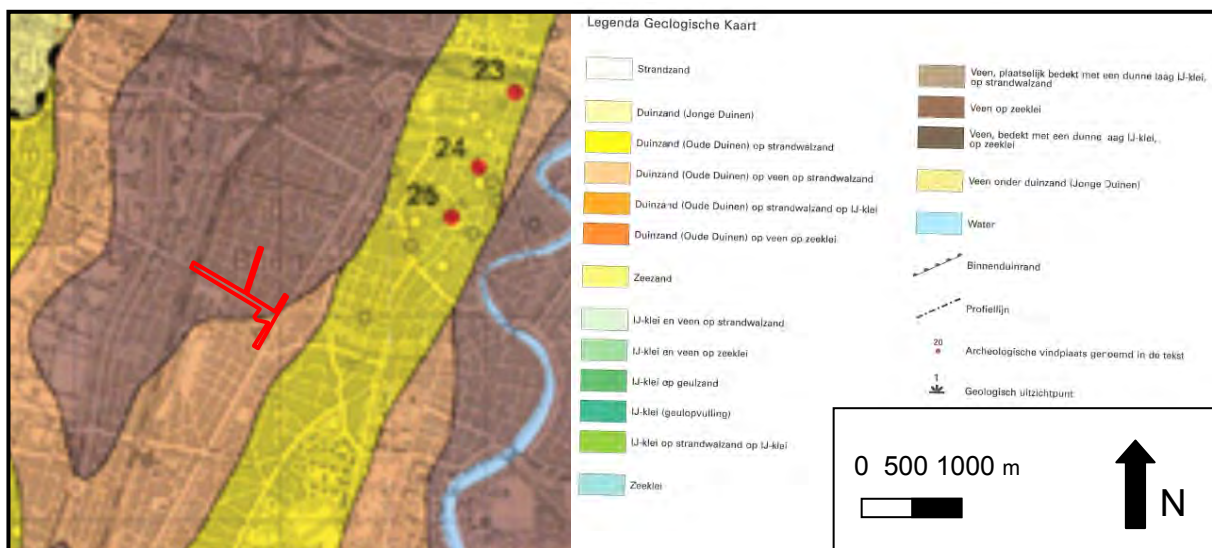 23
24
25
Legenda Geologische Kaart
Strandzand
Duinzand (Jonge Duinen)
Duinzand (Oude Duinen) op strandwalzand
Duinzand (Oude Duinen) op veen op strandwalzand
Duinzand (Oude Duinen) op strandwalzand op IJ-klei
Duinzand (Oude Duinen) op veen op zeeklei
Zeezand
IJ-klei en veen op strandwalzand
IJ-klei en veen op zeeklei
IJ-klei op geulzand
IJ-klei (geulopvulling)
IJ-klei op strandwalzand op IJ-klei
Zeeklei
Veen, plaatselijk bedekt met een dunne laag IJ-klei,
op strandwalzand
Veen op zeeklei
Veen, bedekt met een dunne laag IJ-klei,
op zeeklei
Veen onder duinzand (Jonge Duinen)
Water
Binnenduinrand
Profiellijn
20
Archeologische vindplaats genoemd in de tekst
1
Geologisch uitzichtpunt
0 500 1000 m
N